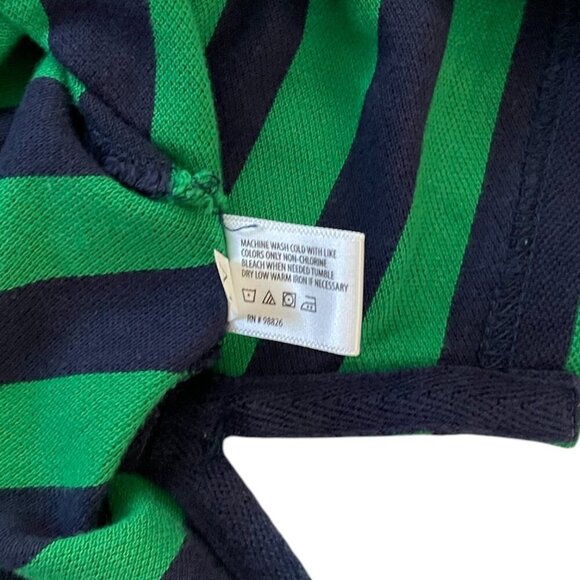 MACHINE WASH COLD WITH LIKE
COLORS ONLY NON-CHLORINE
BLEACH WHEN NEEDED TUMBLE
DRY LOW WARM IRON IF NECESSARY
RN # 98826